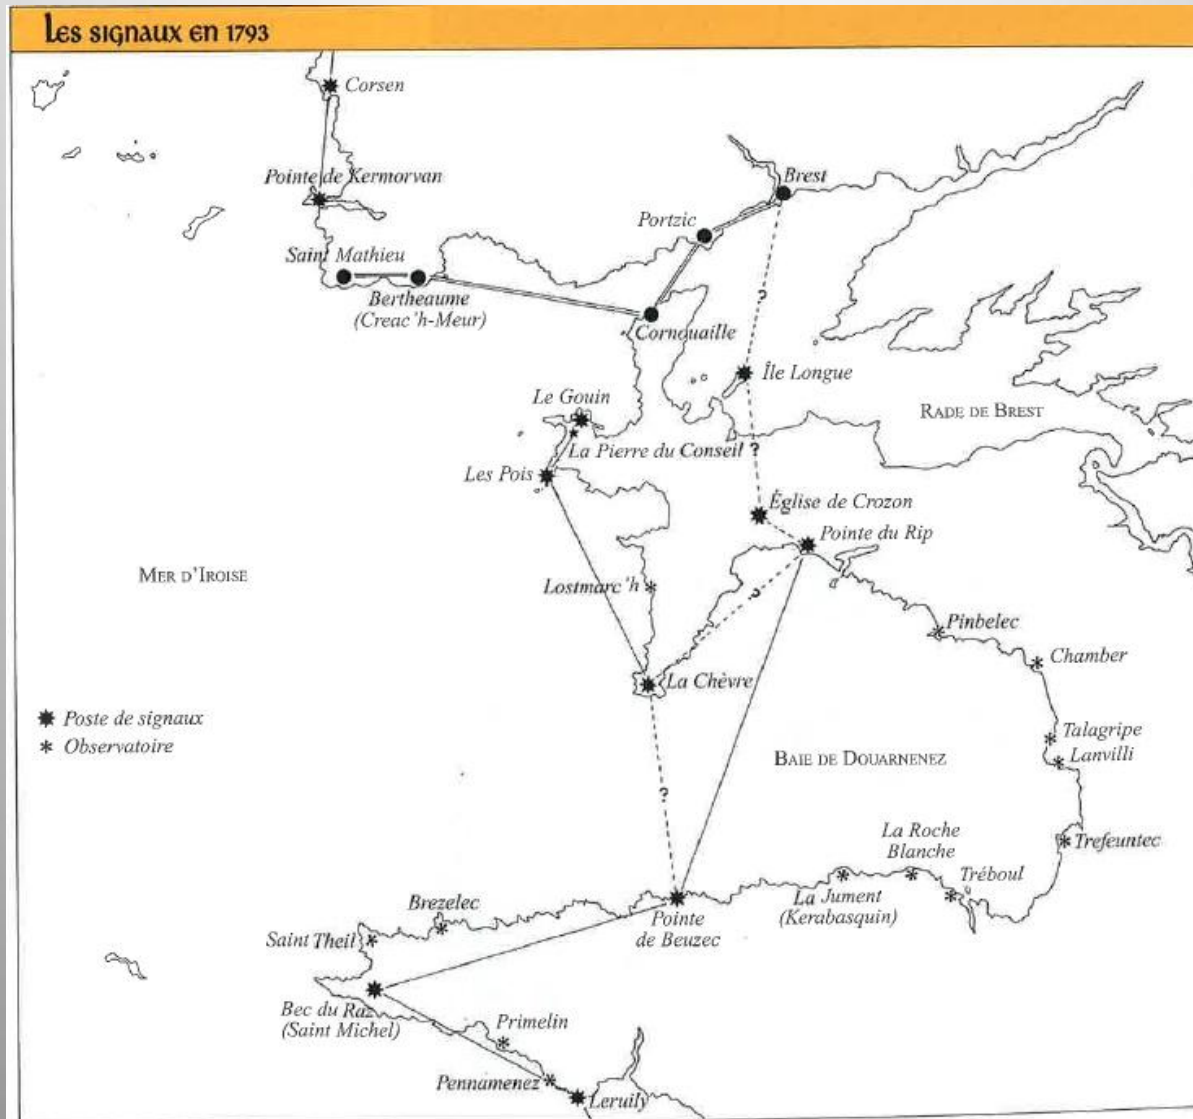 Les signaux en 1793
Corsen
Pointe de Kermorvan
Brest
Portzic
Saint Mathieu
Bertheaume
(Creac'h-Meur)
?
Cornouaille
Île Longue
Le Gouin
Rade de Brest
La Pierre du Conseil ?
Les Pois
Église de Crozon
Pointe du Rip
Mer d'Iroise
Lostmarc'h
?
Pinbelec
Chamber
La Chèvre
Poste de signaux
Observatoire
Talagripe
Lanvilli
Baie de Douarnenez
?
La Roche
Blanche
Trefeuntec
Tréboul
La Jument
(Kerabasquin)
Brezelec
Pointe
de Beuzec
Saint Theil
Bec du Raz
(Saint Michel)
Primelin
Pennamenez
Leruily